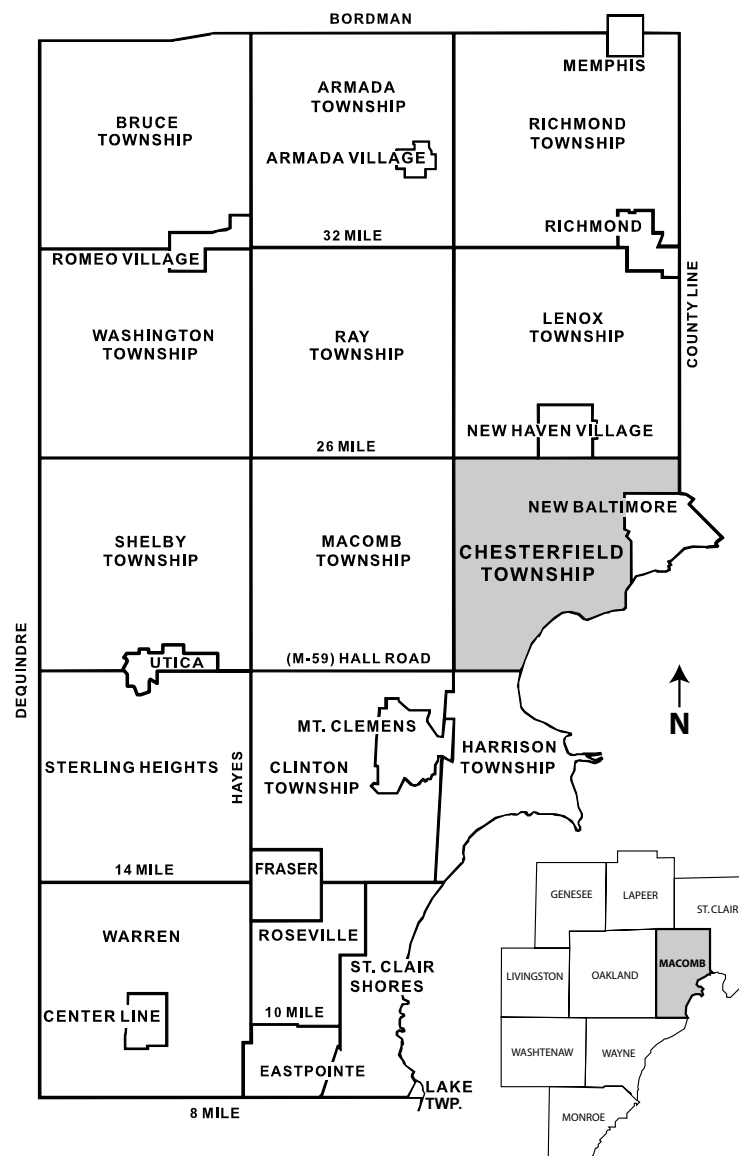 BORDMAN
MEMPHIS
BRUCE
TOWNSHIP
ARMADA
TOWNSHIP
RICHMOND
TOWNSHIP
ARMADA VILLAGE
RICHMOND
32 MILE
ROMEO VILLAGE
WASHINGTON
TOWNSHIP
RAY
TOWNSHIP
LENOX
TOWNSHIP
COUNTY LINE
NEW HAVEN VILLAGE
26 MILE
NEW BALTIMORE
SHELBY
TOWNSHIP
MACOMB
TOWNSHIP
CHESTERFIELD
TOWNSHIP
DEQUINDRE
UTICA
(M-59) HALL ROAD
N
MT. CLEMENS
STERLING HEIGHTS
HAYES
CLINTON
TOWNSHIP
HARRISON
TOWNSHIP
14 MILE
FRASER
WARREN
ROSEVILLE
ST. CLAIR
SHORES
CENTER LINE
10 MILE
EASTPOINTE
LAKE
TWP.
8 MILE
GENESEE
LAPEER
ST. CLAIR
LIVINGSTON
OAKLAND
MACOMB
WASHTENAW
WAYNE
MONROE